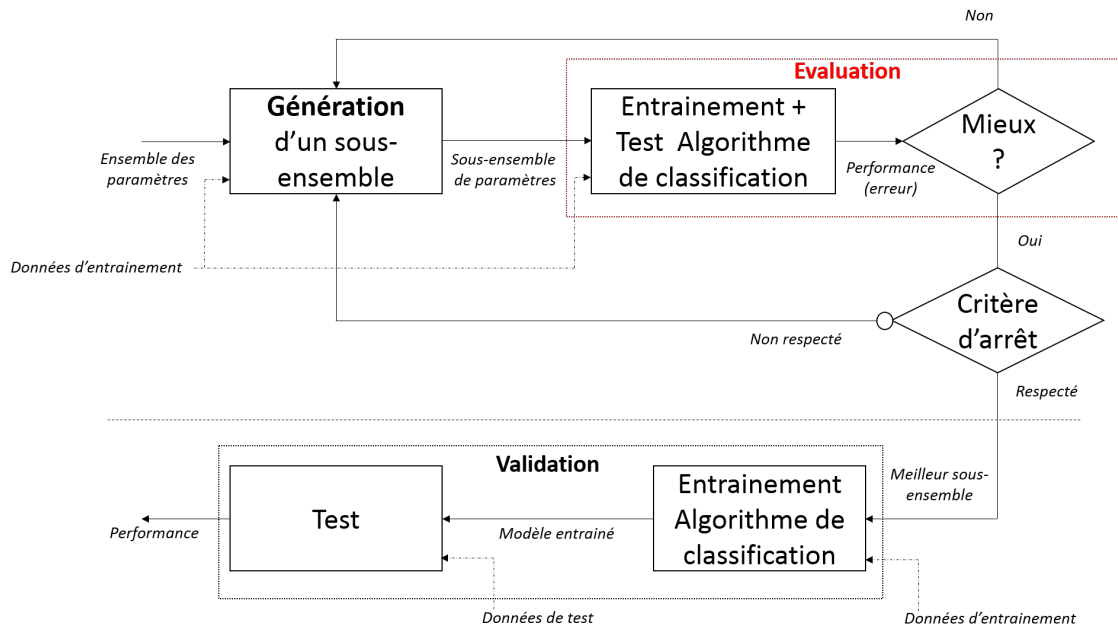 Non
Evaluation
Génération
d'un sous-
ensemble
Entrainement +
Test Algorithme
de classification
Mieux
?
Ensemble des
paramètres
Sous-ensemble
de paramètres
Performance
(erreur)
Oui
Données d'entrainement
Critère
d'arrêt
Non respecté
Respecté
Validation
Meilleur sous-
ensemble
Test
Entrainement
Algorithme de
classification
Performance
Modèle entrainé
Données de test
Données d'entrainement